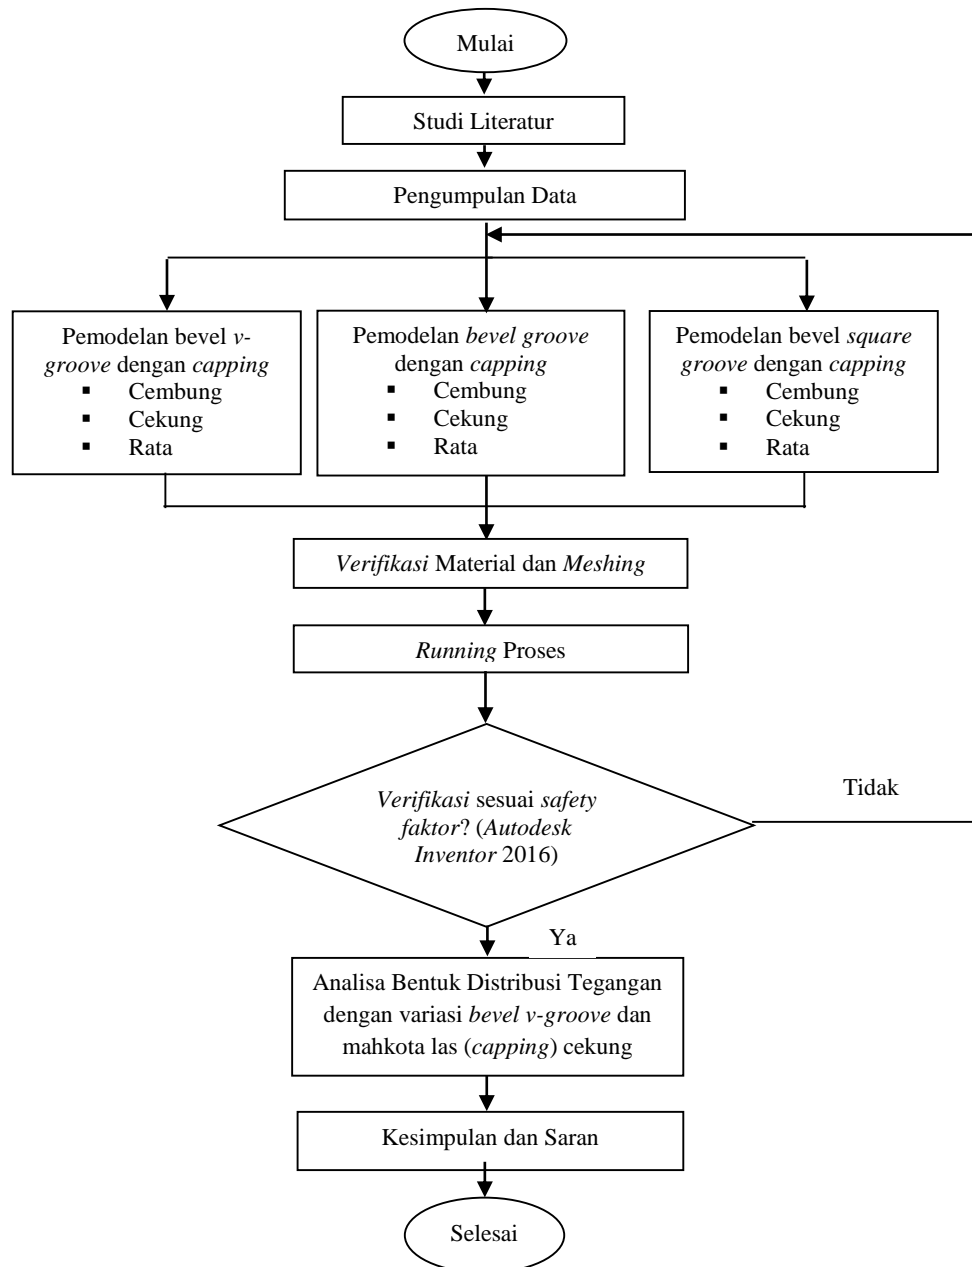 Mulai
Studi Literatur
Pengumpulan Data
Pemodelan bevel v-
groove dengan capping
▪ Cembung
▪ Cekung
▪ Rata
Pemodelan bevel groove
dengan capping
▪ Cembung
▪ Cekung
▪ Rata
Pemodelan bevel square
groove dengan capping
▪ Cembung
▪ Cekung
▪ Rata
Verifikasi Material dan Meshing
Running Proses
Verifikasi sesuai safety
faktor? (Autodesk
Inventor 2016)
Tidak
Ya
Analisa Bentuk Distribusi Tegangan
dengan variasi bevel v-groove dan
mahkota las (capping) cekung
Kesimpulan dan Saran
Selesai